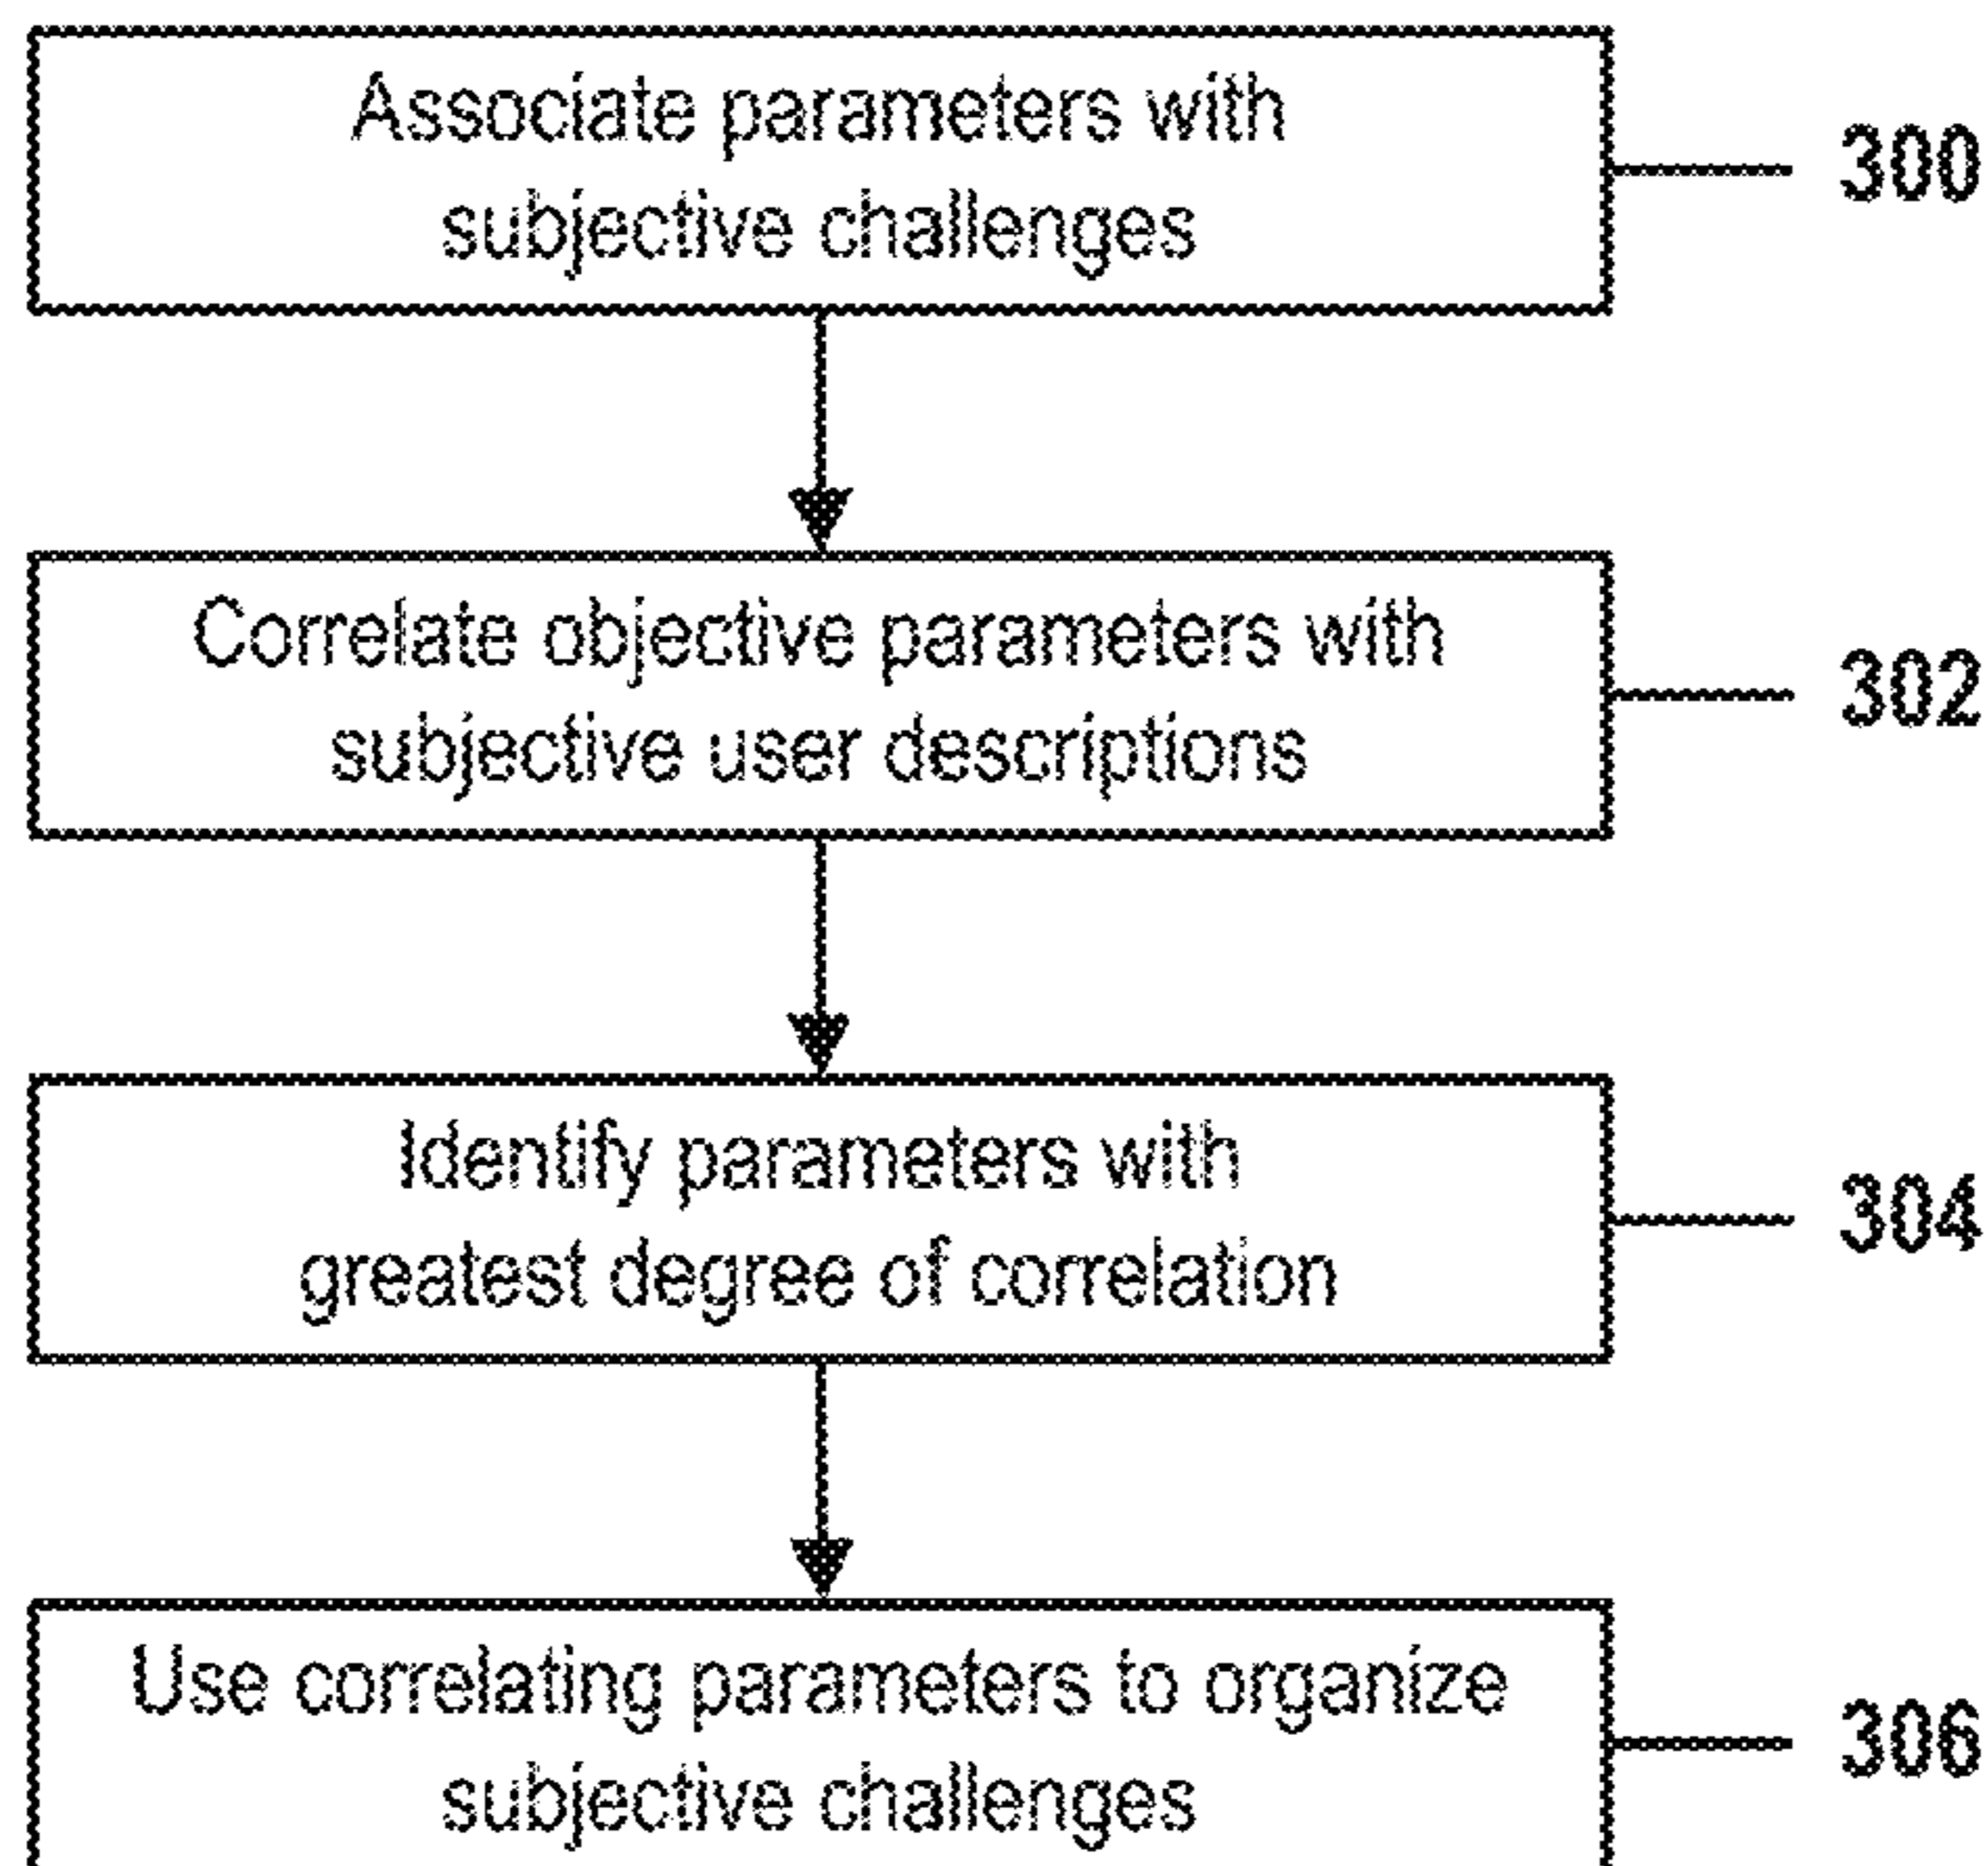 Associate parameters with
subjective challenges
300
Correlate objective parameters with
subjective user descriptions
302
Identify parameters with
greatest degree of correlation
304
Use correlating parameters to organize
subjective challenges
306